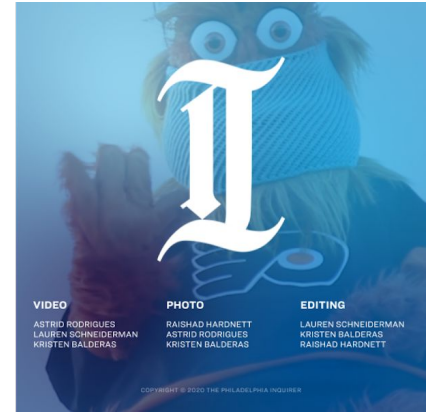 I
VIDEO
ASTRID RODRIGUES
LAUREN SCHNEIDERMAN
KRISTEN BALDERAS
PHOTO
RAISHAD HARDNETT
ASTRID RODRIGUES
KRISTEN BALDERAS
EDITING
LAUREN SCHNEIDERMAN
KRISTEN BALDERAS
RAISHAD HARDNETT
COPYRIGHT © 2020 THE PHILADELPHIA INQUIRER